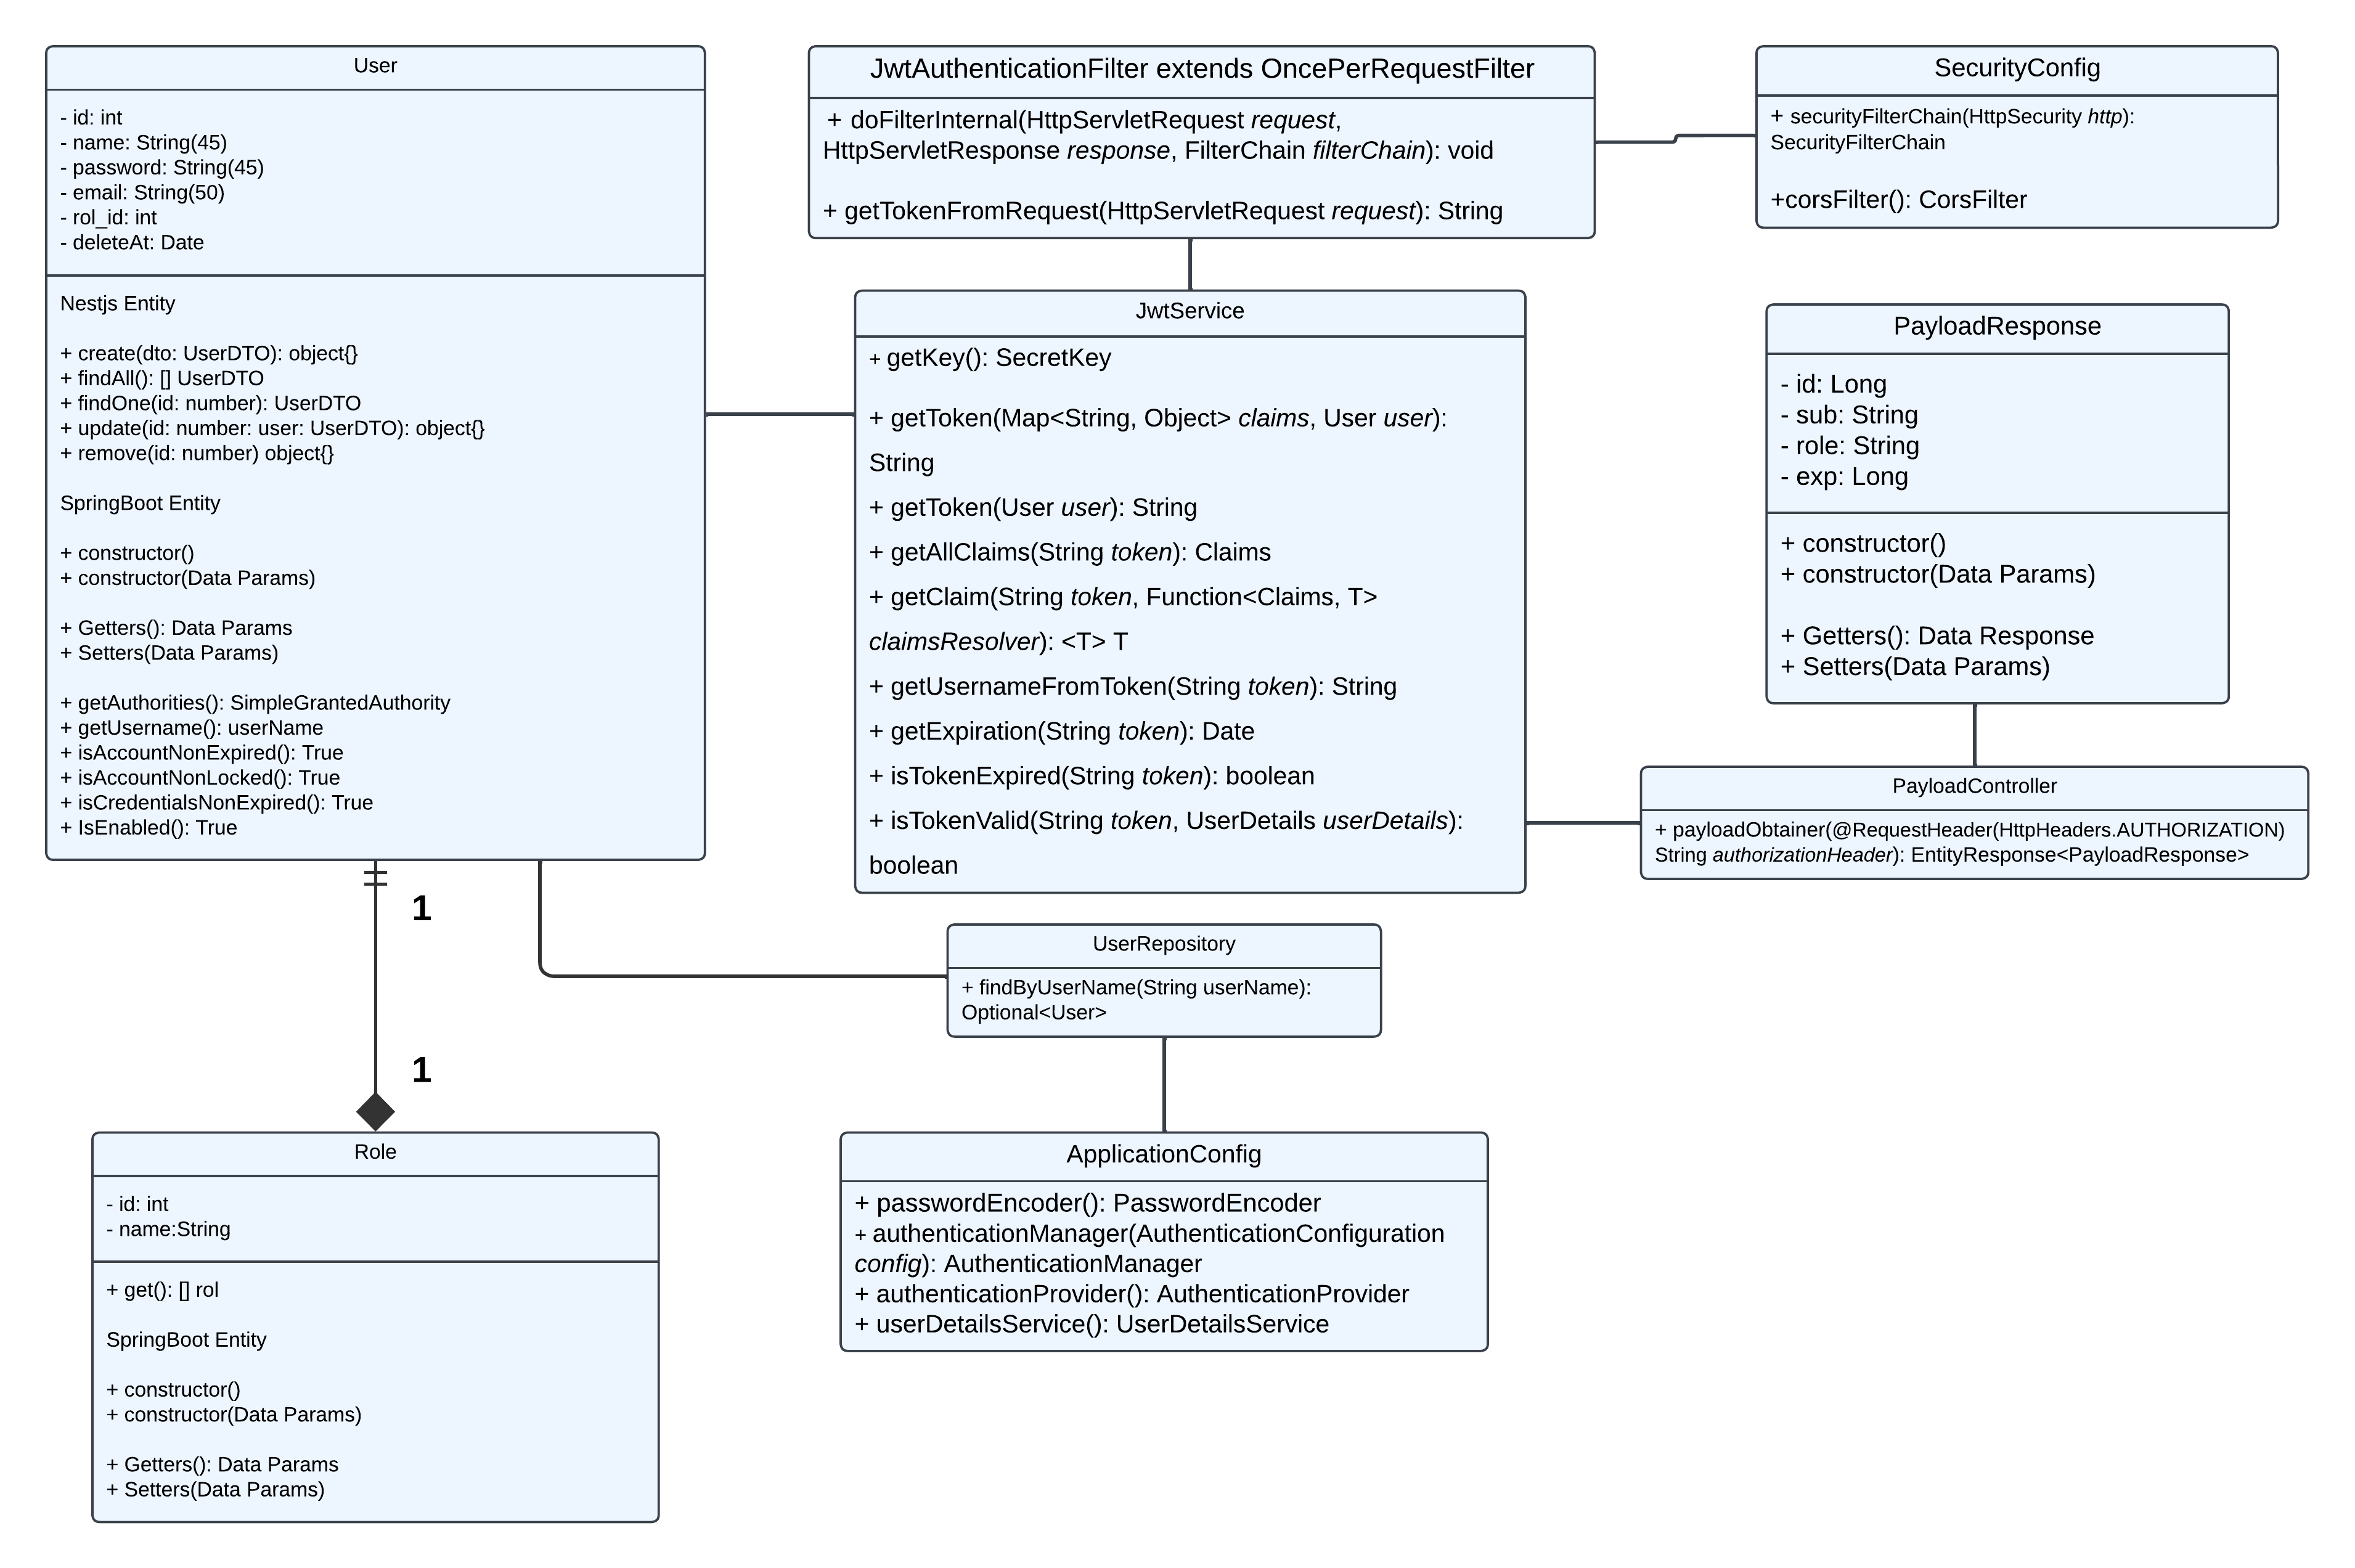 User
- id: int
- name: String(45)
- password: String(45)
- email: String(50)
- rol_id: int
- deleteAt: Date
Nestjs Entity
+ create(dto: UserDTO): object{}
+ findAll(): [] UserDTO
+ findOne(id: number): UserDTO
+ update(id: number: user: UserDTO): object{}
+ remove(id: number) object{}
SpringBoot Entity
+ constructor()
+ constructor(Data Params)
+ Getters(): Data Params
+ Setters(Data Params)
+ getAuthorities(): SimpleGrantedAuthority
+ getUsername(): userName
+ isAccountNonExpired(): True
+ isAccountNonLocked(): True
+ isCredentialsNonExpired(): True
+ IsEnabled(): True
JwtAuthenticationFilter extends OncePerRequestFilter
+ doFilterInternal(HttpServletRequest request,
HttpServletResponse response, FilterChain filterChain): void
+ getTokenFromRequest(HttpServletRequest request): String
SecurityConfig
+ securityFilterChain(HttpSecurity http):
SecurityFilterChain
+corsFilter(): CorsFilter
JwtService
+ getKey(): SecretKey
+ getToken(Map<String, Object> claims, User user):
String
+ getToken(User user): String
+ getAllClaims(String token): Claims
+ getClaim(String token, Function<Claims, T>
claimsResolver): <T> T
+ getUsernameFromToken(String token): String
+ getExpiration(String token): Date
+ isTokenExpired(String token): boolean
+ isTokenValid(String token, UserDetails userDetails):
boolean
PayloadResponse
- id: Long
- sub: String
- role: String
- exp: Long
+ constructor()
+ constructor(Data Params)
+ Getters(): Data Response
+ Setters(Data Params)
PayloadController
+ payloadObtainer(@RequestHeader(HttpHeaders.AUTHORIZATION)
String authorizationHeader): EntityResponse<PayloadResponse>
1
1
UserRepository
+ findByUserName(String userName):
Optional<User>
Role
- id: int
- name:String
+ get(): [] rol
SpringBoot Entity
+ constructor()
+ constructor(Data Params)
+ Getters(): Data Params
+ Setters(Data Params)
ApplicationConfig
+ passwordEncoder(): PasswordEncoder
+ authenticationManager(AuthenticationConfiguration
config): AuthenticationManager
+ authenticationProvider(): AuthenticationProvider
+ userDetailsService(): UserDetailsService